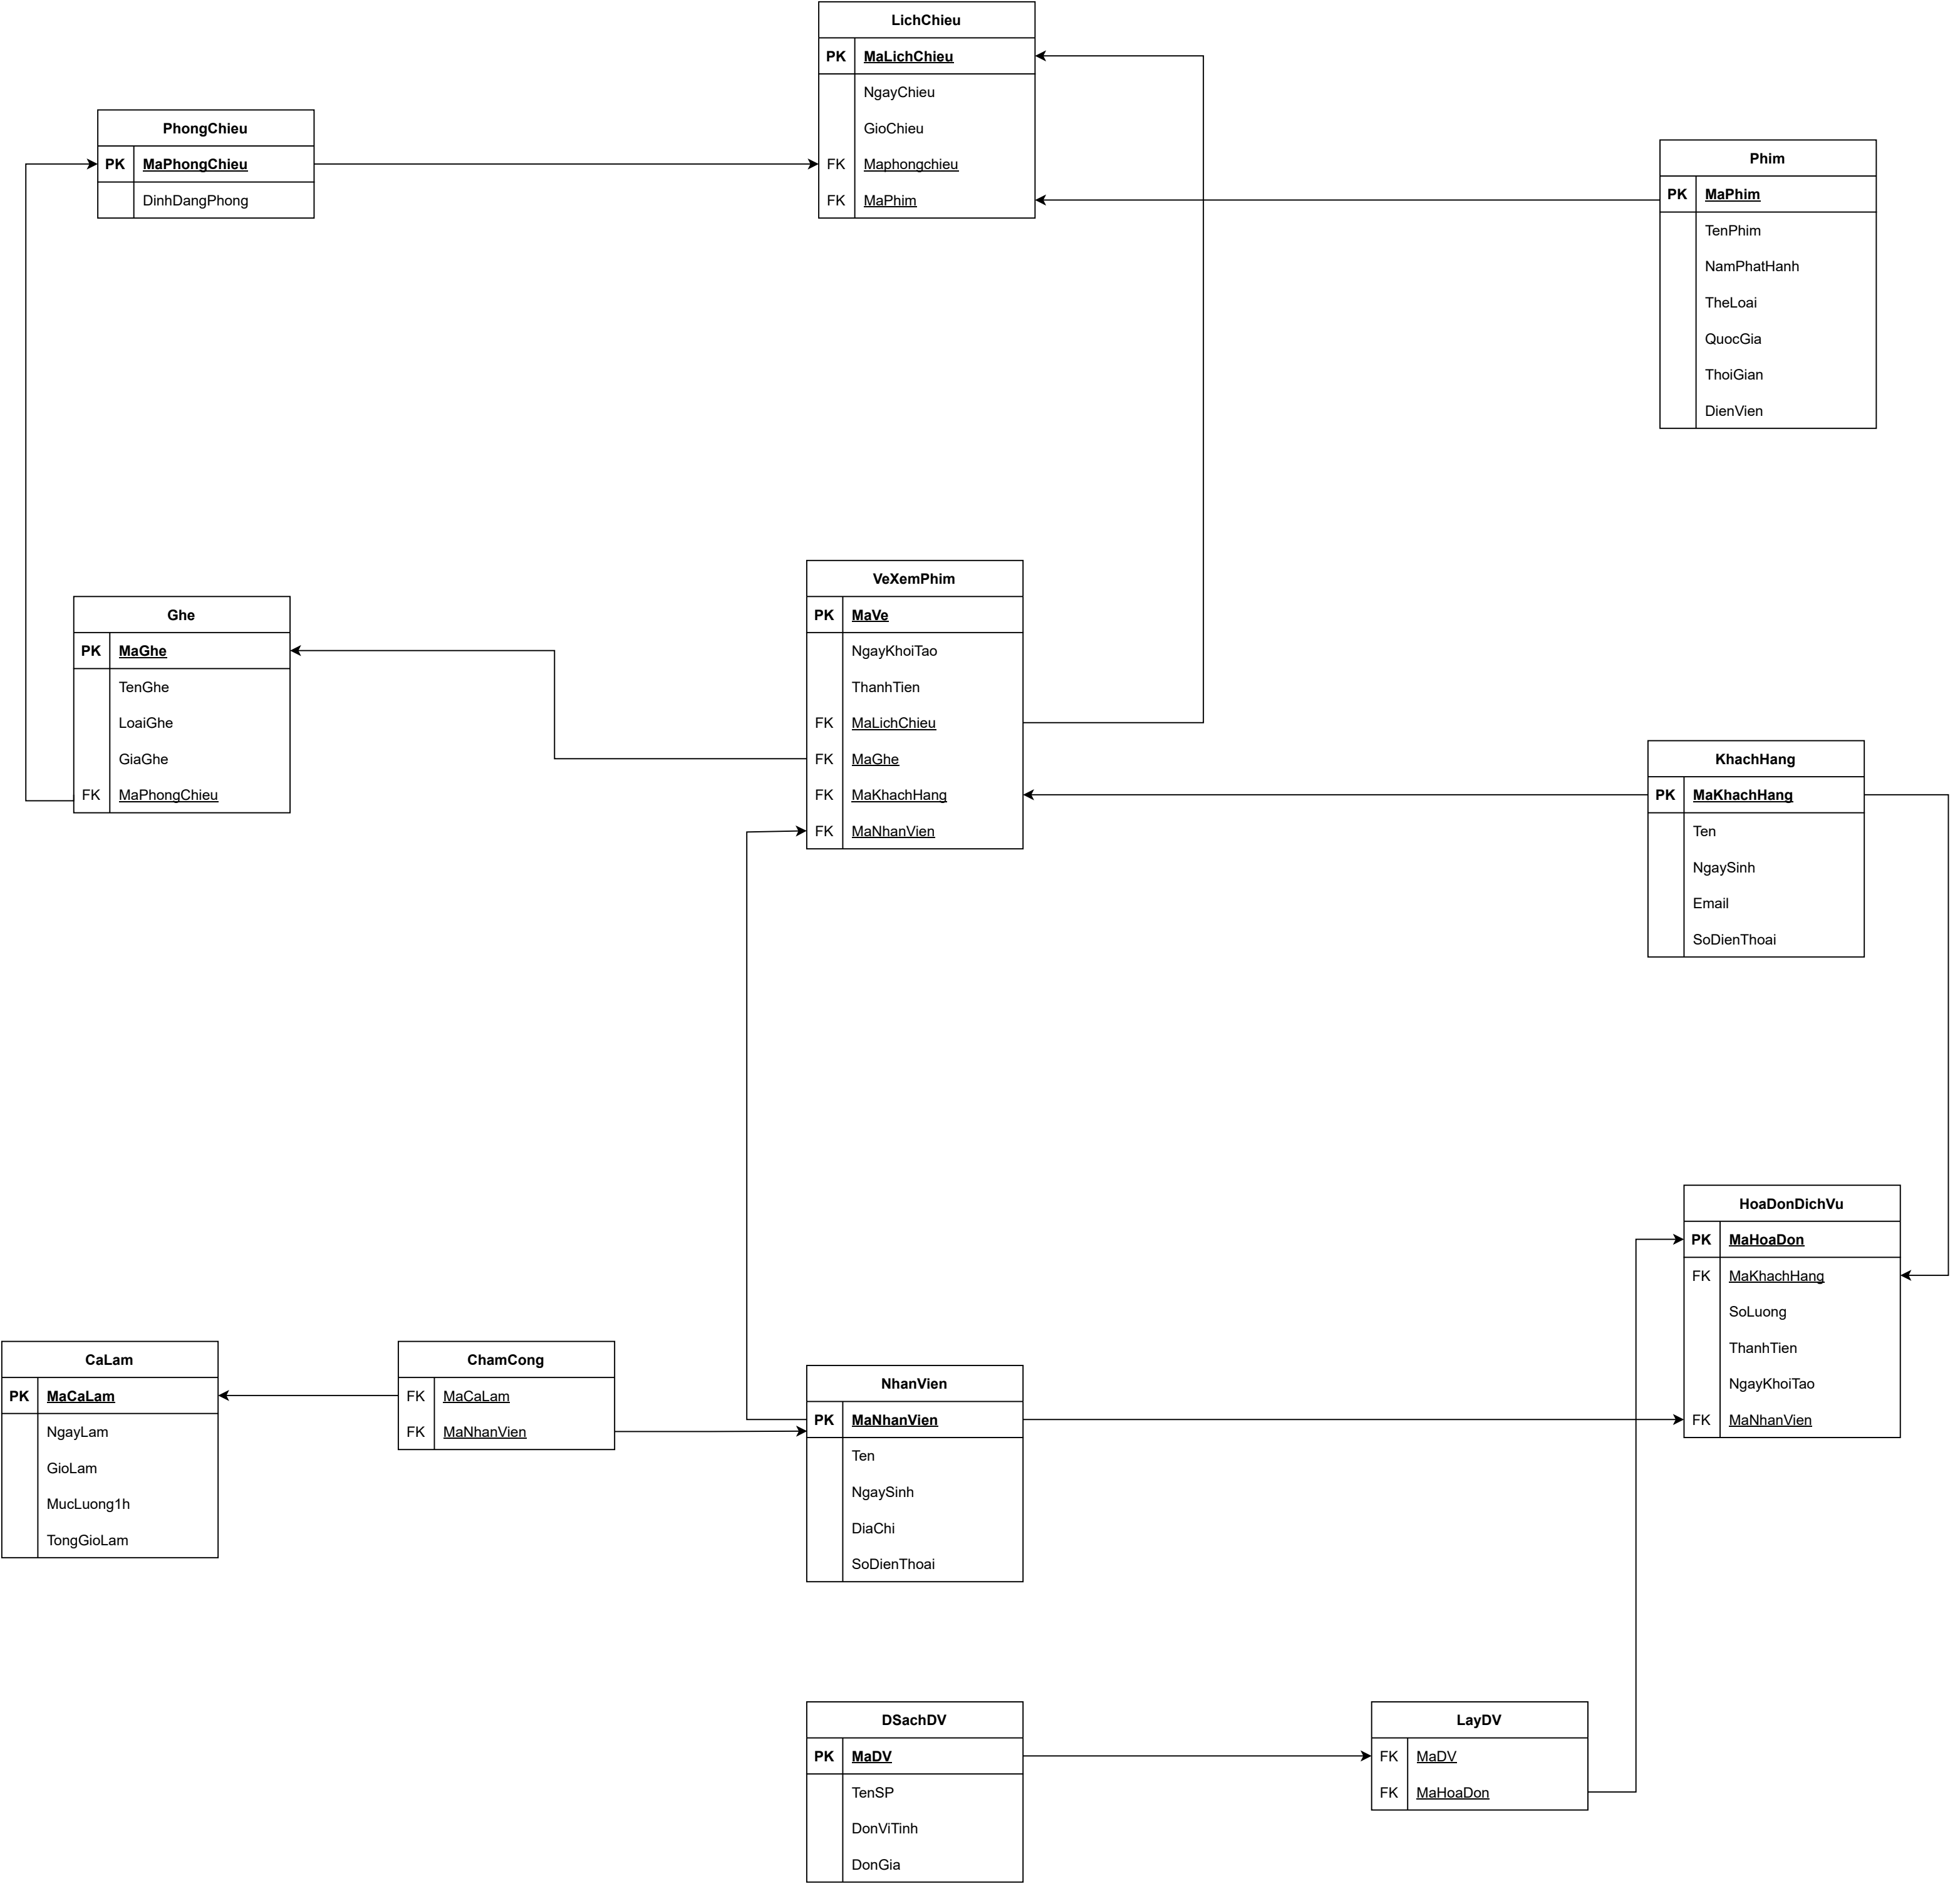 LichChieu
PK MaLichChieu
NgayChieu
GioChieu
FK Maphongchieu
FK MaPhim
PhongChieu
PK MaPhongChieu
DinhDangPhong
Phim
PK MaPhim
TenPhim
NamPhatHanh
TheLoai
QuocGia
ThoiGian
DienVien
VeXemPhim
PK MaVe
NgayKhoiTao
ThanhTien
FK MaLichChieu
FK MaGhe
FK MaKhachHang
FK MaNhanVien
Ghe
PK MaGhe
TenGhe
LoaiGhe
GiaGhe
FK MaPhongChieu
KhachHang
PK MaKhachHang
Ten
NgaySinh
Email
SoDienThoai
HoaDonDichVu
PK MaHoaDon
FK MaKhachHang
SoLuong
ThanhTien
NgayKhoiTao
FK MaNhanVien
CaLam
PK MaCaLam
NgayLam
GioLam
MucLuong1h
TongGioLam
ChamCong
FK MaCaLam
FK MaNhanVien
NhanVien
PK MaNhanVien
Ten
NgaySinh
DiaChi
SoDienThoai
DSachDV
PK MaDV
TenSP
DonViTinh
DonGia
LayDV
FK MaDV
FK MaHoaDon